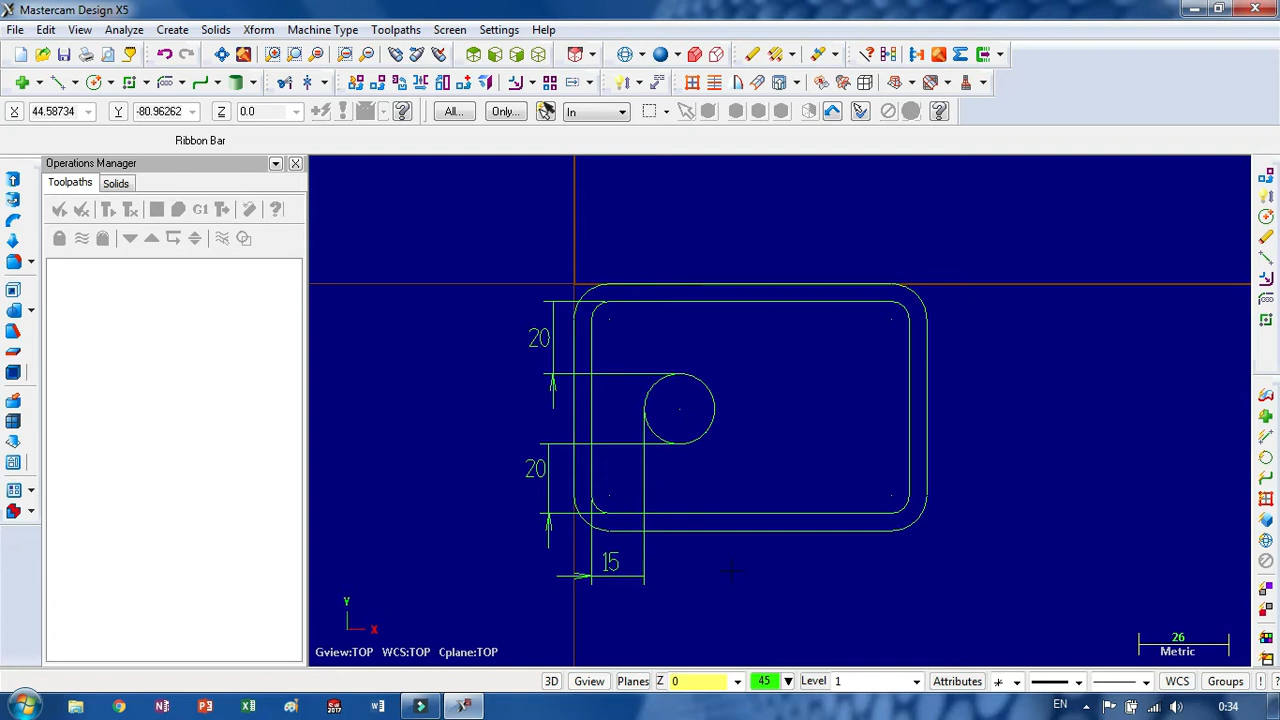 Mastercam Design X5
File Edit View Analyze Create Solids Xform Machine Type Toolpaths Screen Settings Help
X 44.58734 Y -80.96262 Z 0.0 All... Only... In
Ribbon Bar
Operations Manager
Toolpaths Solids
G1
20
20
15
Y
X
Gview:TOP WCS:TOP Cplane:TOP
26
Metric
3D Gview Planes Z 0 45 Level 1 Attributes WCS Groups ! ?
2017
EN 0:34